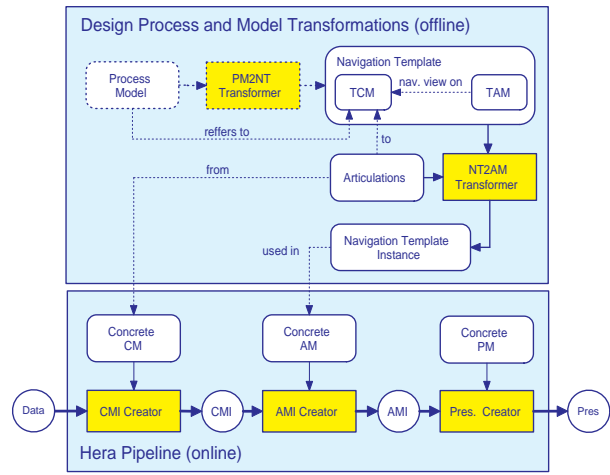 Design Process and Model Transformations (offline)
Navigation Template
Process
Model
PM2NT
Transformer
TCM
nav. view on
TAM
reffers to
to
from
Articulations
NT2AM
Transformer
used in
Navigation Template
Instance
Concrete
CM
Concrete
AM
Concrete
PM
Data
CMI Creator
CMI
AMI Creator
AMI
Pres. Creator
Pres
Hera Pipeline (online)